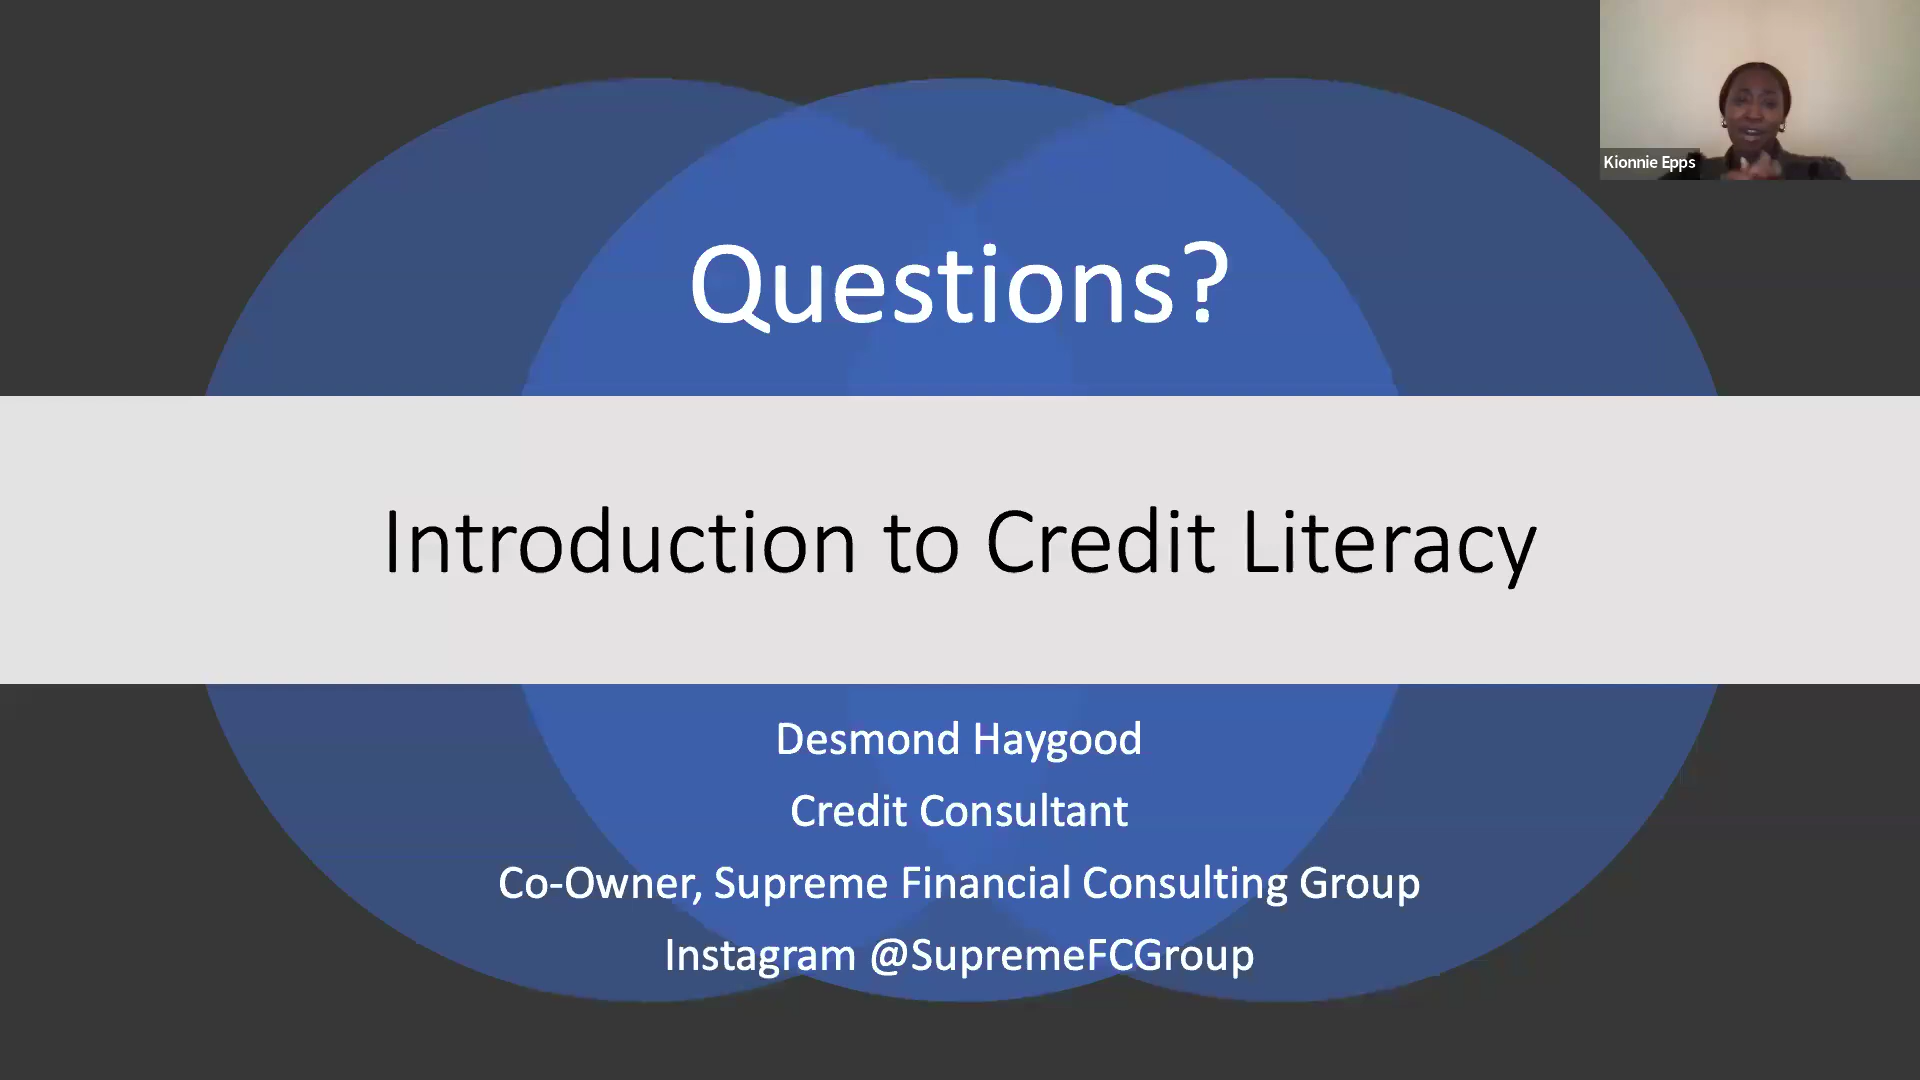 Kionnie Epps
Questions?
Introduction to Credit Literacy
Desmond Haygood
Credit Consultant
Co-Owner, Supreme Financial Consulting Group
Instagram @SupremeFCGroup